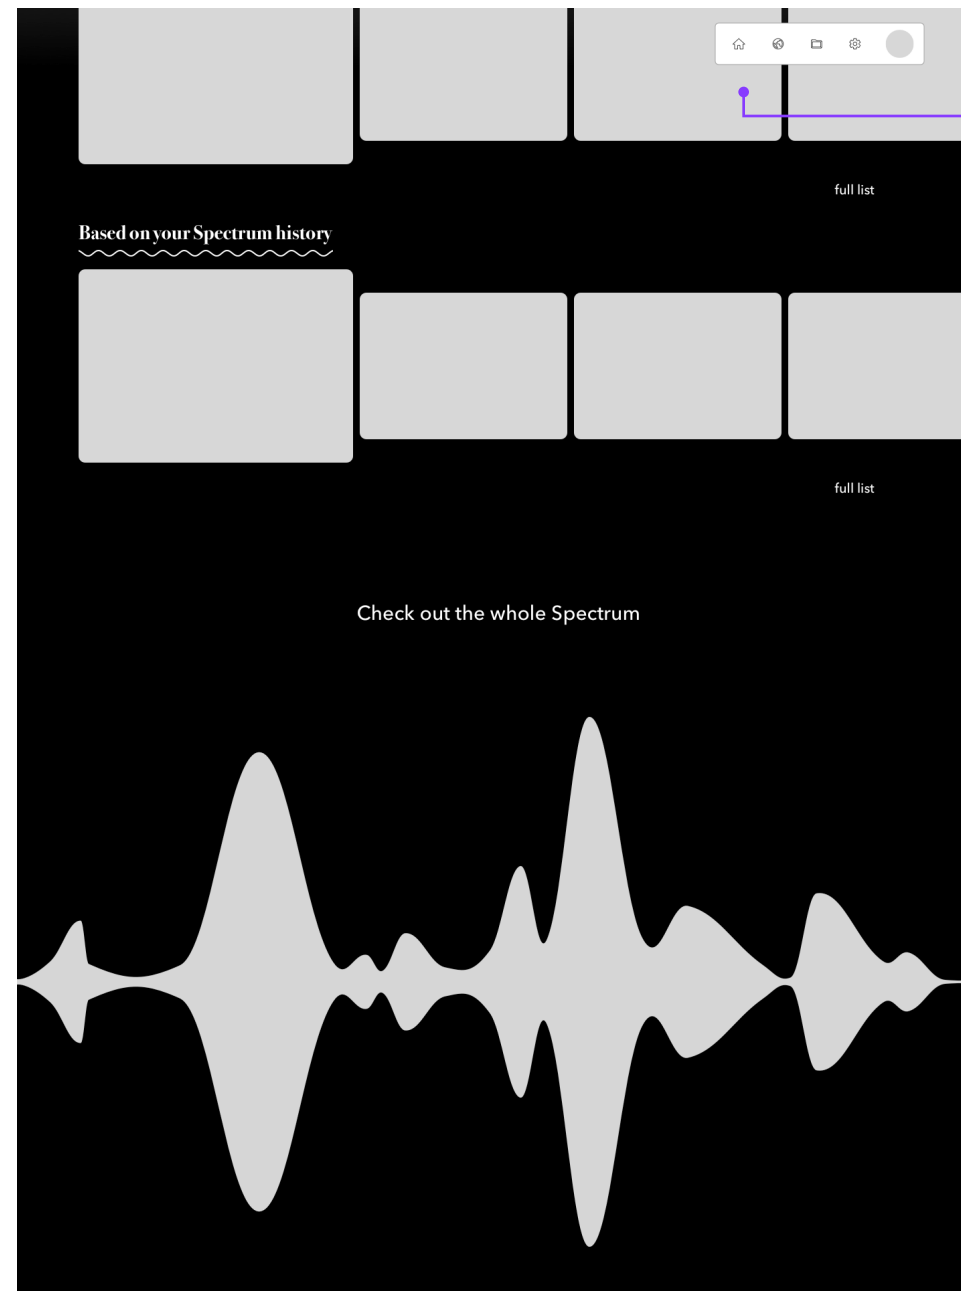 full list
Based on your Spectrum history
full list
Check out the whole Spectrum